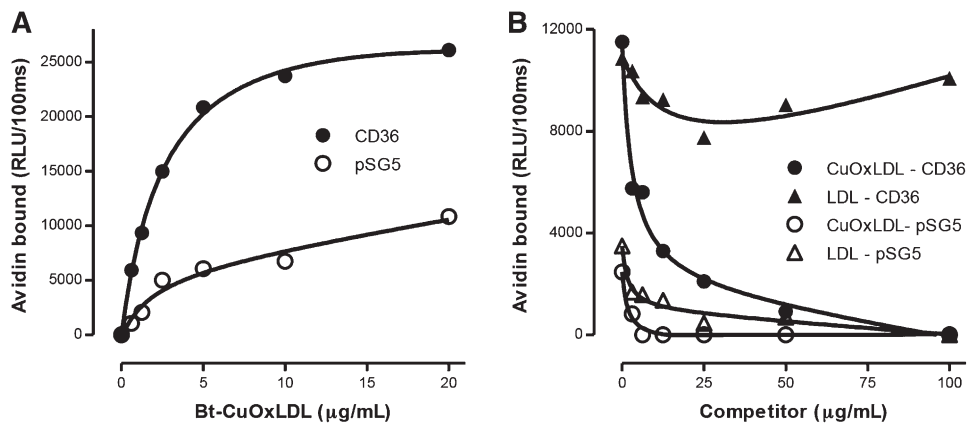 A
Avidin bound (RLU/100ms)
25000
20000
15000
10000
5000
0
0 5 10 15 20
Bt-CuOxLDL (μg/mL)
CD36
pSG5
B
Avidin bound (RLU/100ms)
12000
8000
4000
0
0 25 50 75 100
Competitor (μg/mL)
CuOxLDL - CD36
LDL - CD36
CuOxLDL- pSG5
LDL - pSG5